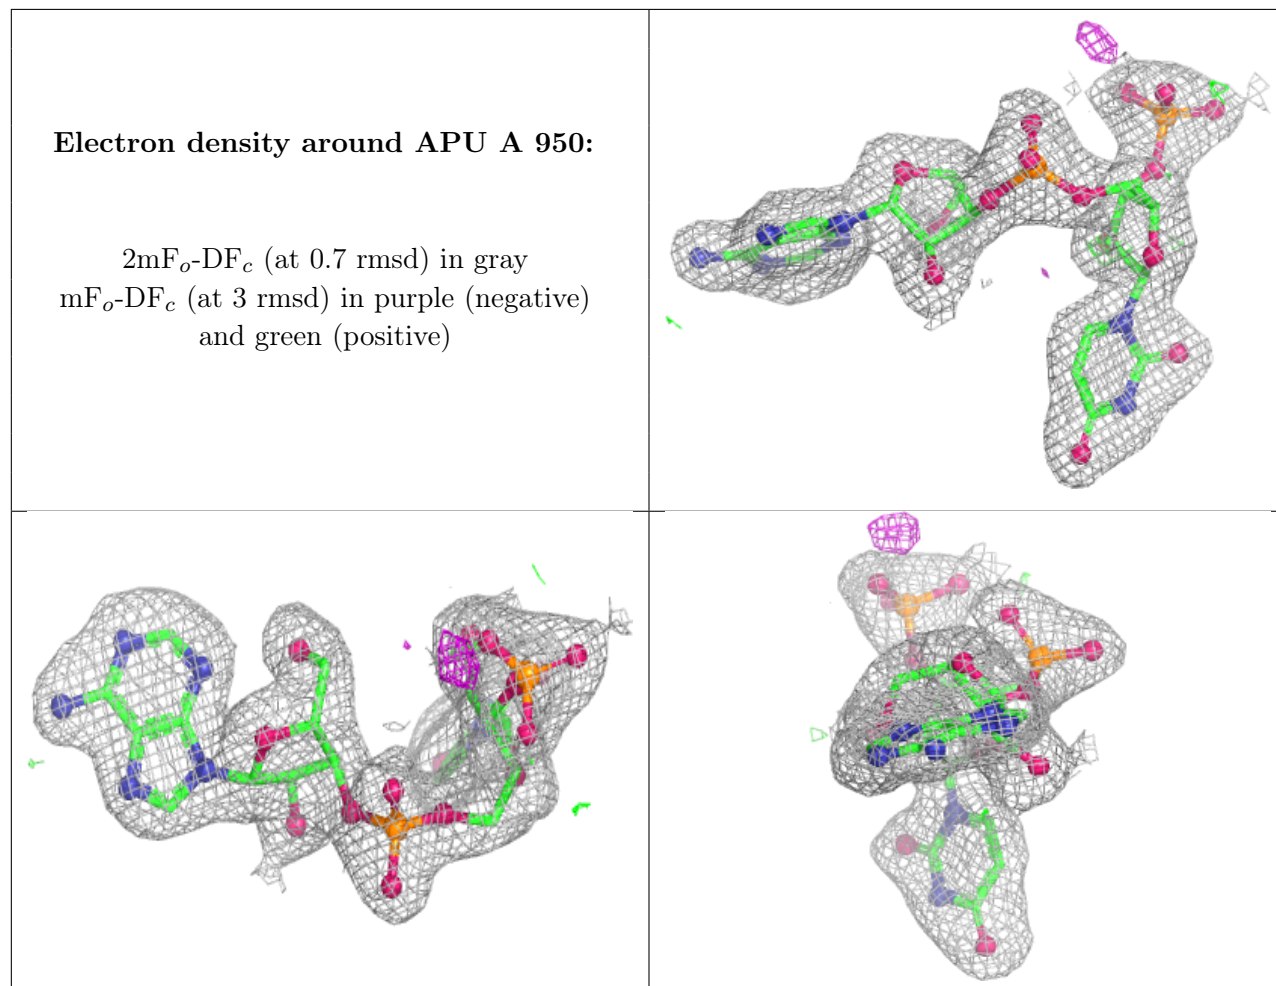 Electron density around APU A 950:
2mFₒ-DF𝒸 (at 0.7 rmsd) in gray
mFₒ-DF𝒸 (at 3 rmsd) in purple (negative)
and green (positive)